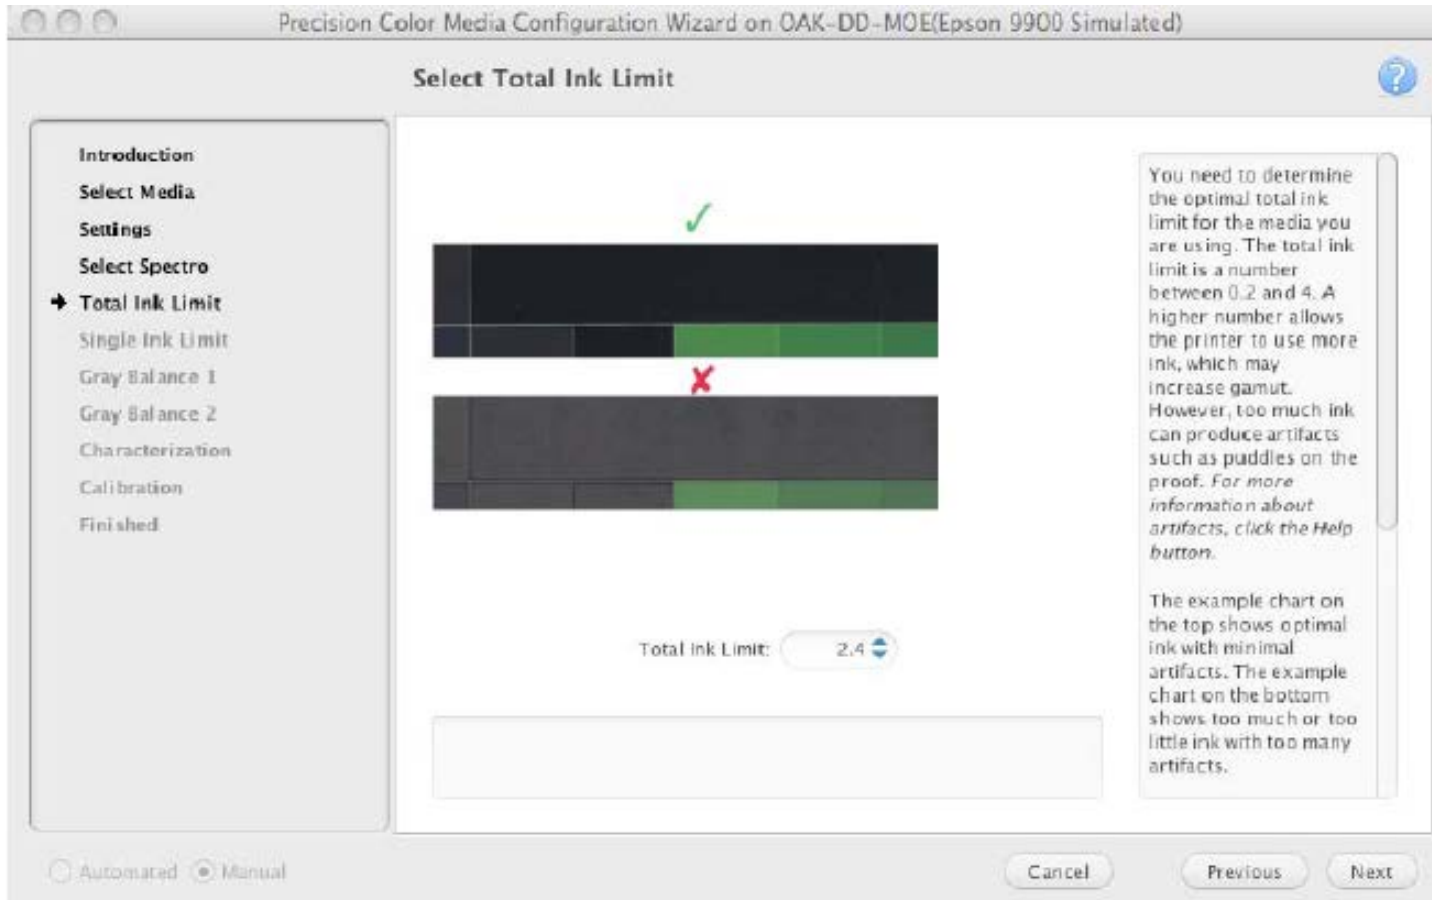 Precision Color Media Configuration Wizard on OAK-DD-MOE(Epson 9900 Simulated)
Select Total Ink Limit
?
Introduction
Select Media
Settings
Select Spectro
Total Ink Limit
Single Ink Limit
Gray Balance 1
Gray Balance 2
Characterization
Calibration
Finished
Total Ink Limit: 2.4
You need to determine
the optimal total ink
limit for the media you
are using. The total ink
limit is a number
between 0.2 and 4. A
higher number allows
the printer to use more
ink, which may
increase gamut.
However, too much ink
can produce artifacts
such as puddles on the
proof. For more
information about
artifacts, click the Help
button.
The example chart on
the top shows optimal
ink with minimal
artifacts. The example
chart on the bottom
shows too much or too
little ink with too many
artifacts.
Automated Manual
Cancel Previous Next